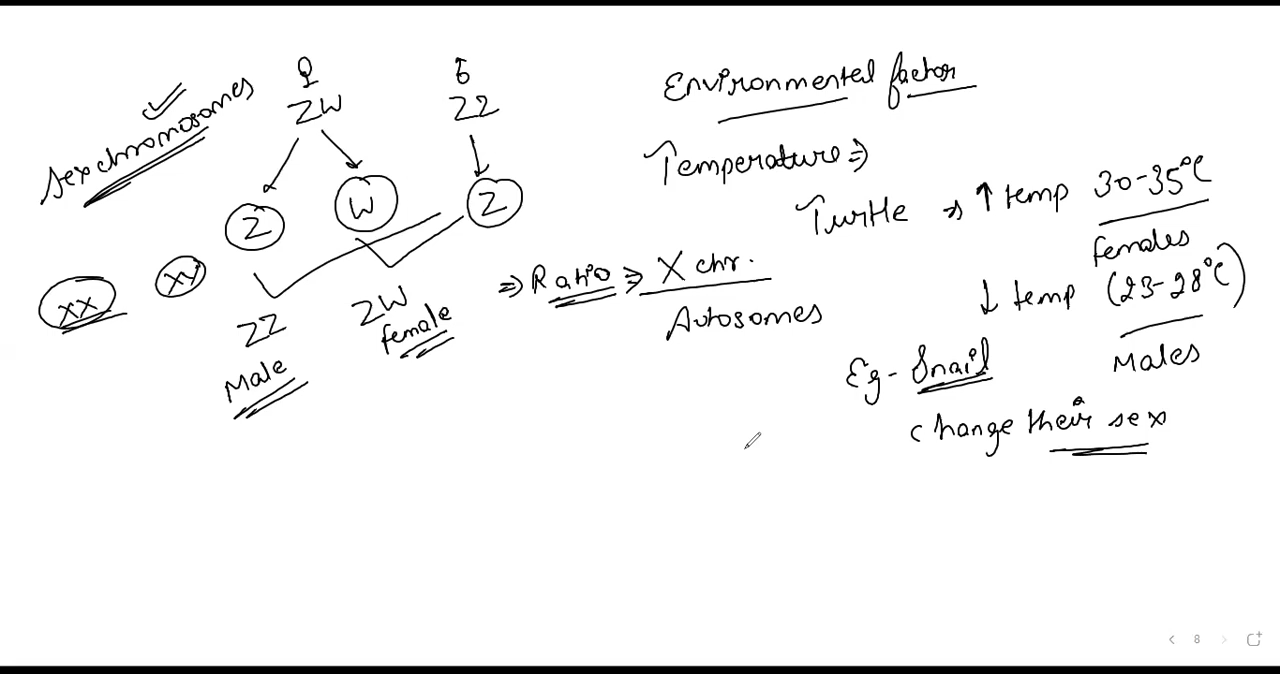 Sex chromosomes
♀
ZW
ZZ
Z
W
Z
XX
XY
ZZ
Male
ZW
female
⇒ Ratio ⇒ X chr.
Autosomes
Environmental factor
Temperature ⇒
Turtle → ↑ temp 30-35°C
females
↓ temp (23-28°C)
Males
Eg - Snail
Change their sex
< 8 >